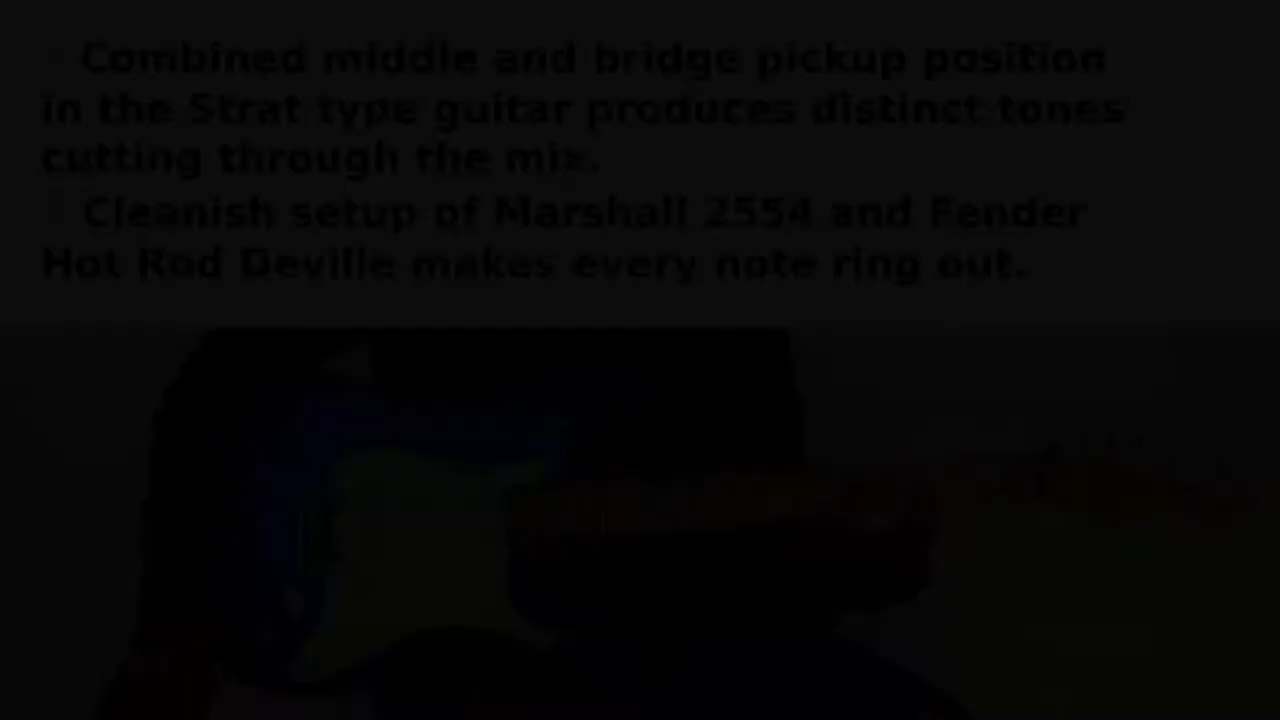 Combined middle and bridge pickup position
in the Strat type guitar produces distinct tones
cutting through the mix.
Cleanish setup of Marshall 2554 and Fender
Hot Rod Deville makes every note ring out.